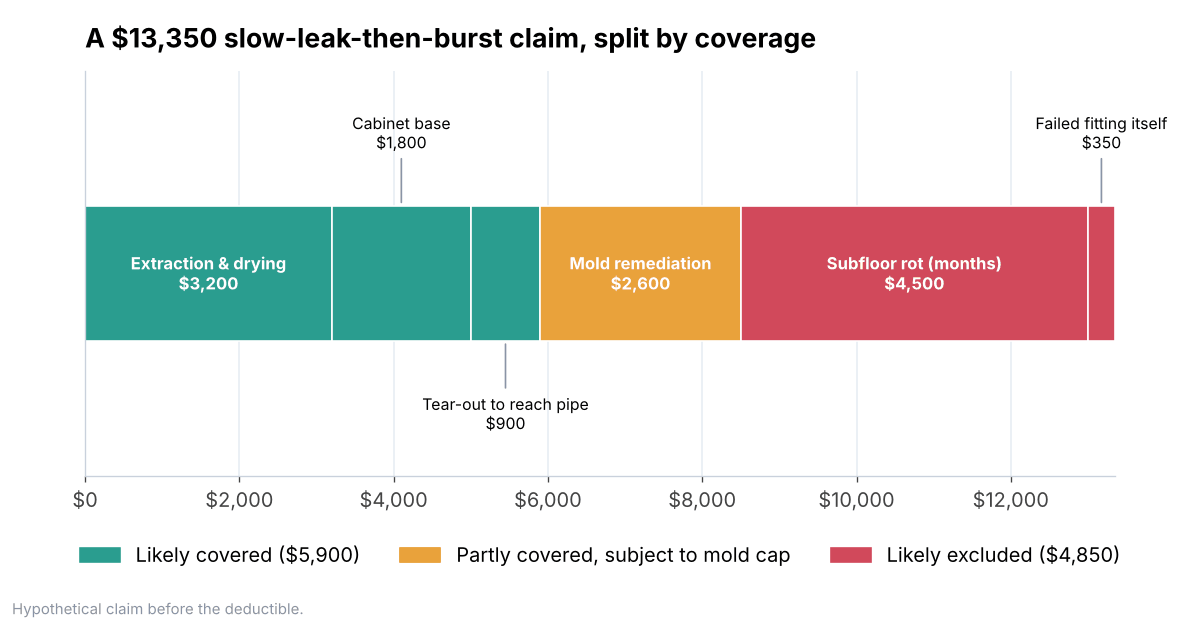 A $13,350 slow-leak-then-burst claim, split by coverage
Cabinet base
$1,800
Failed fitting itself
$350
Extraction & drying
$3,200
Mold remediation
$2,600
Subfloor rot (months)
$4,500
Tear-out to reach pipe
$900
$0
$2,000
$4,000
$6,000
$8,000
$10,000
$12,000
Likely covered ($5,900)
Partly covered, subject to mold cap
Likely excluded ($4,850)
Hypothetical claim before the deductible.